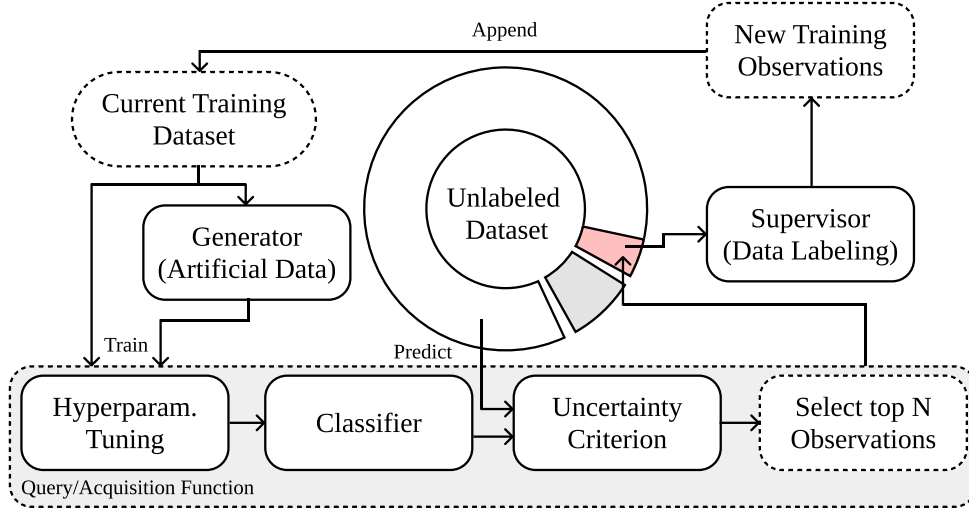 Append
New Training
Observations
Current Training
Dataset
Unlabeled
Dataset
Supervisor
(Data Labeling)
Generator
(Artificial Data)
Train
Predict
Hyperparam.
Tuning
Classifier
Uncertainty
Criterion
Select top N
Observations
Query/Acquisition Function